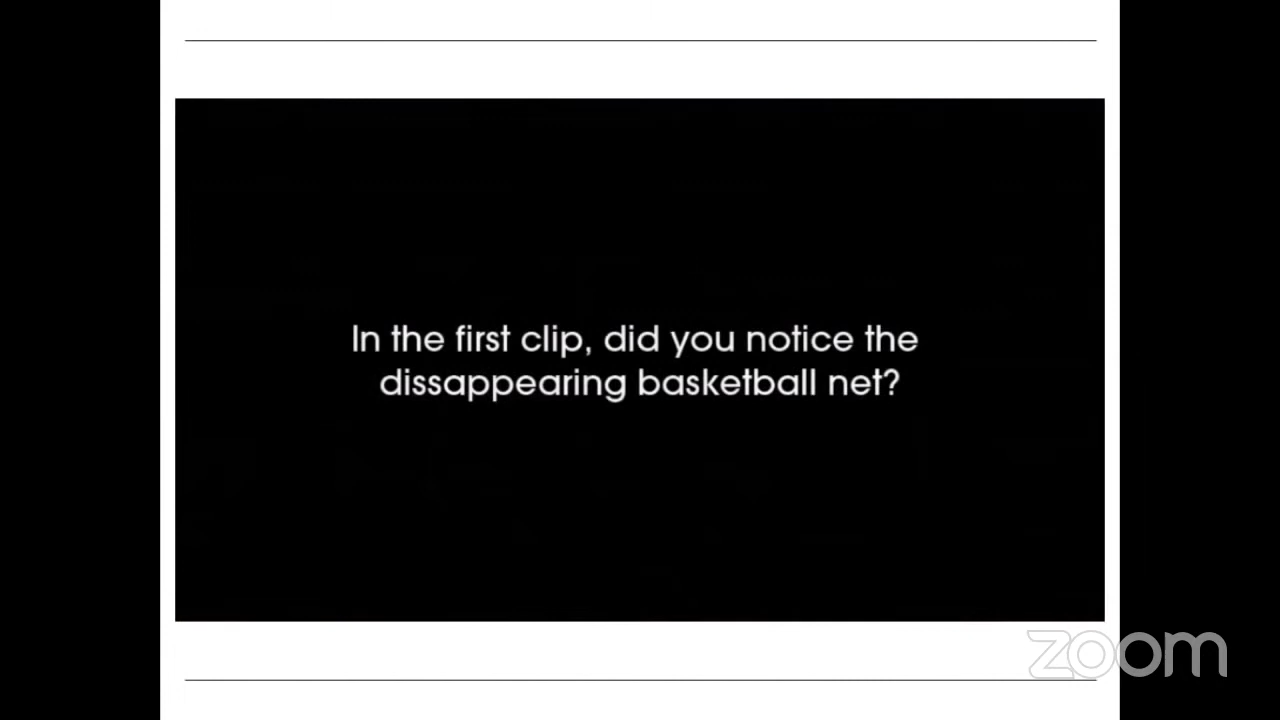 In the first clip, did you notice the
dissappearing basketball net?
zoom